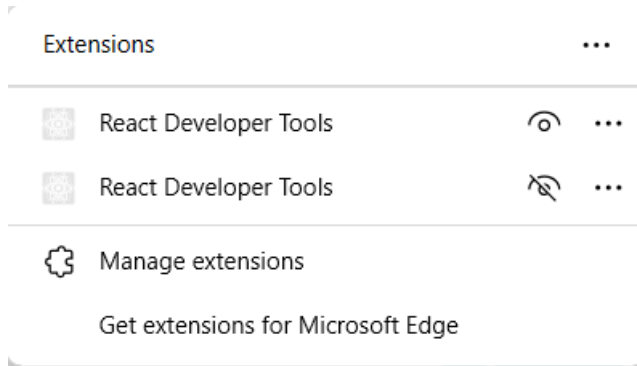 Extensions
React Developer Tools
React Developer Tools
Manage extensions
Get extensions for Microsoft Edge